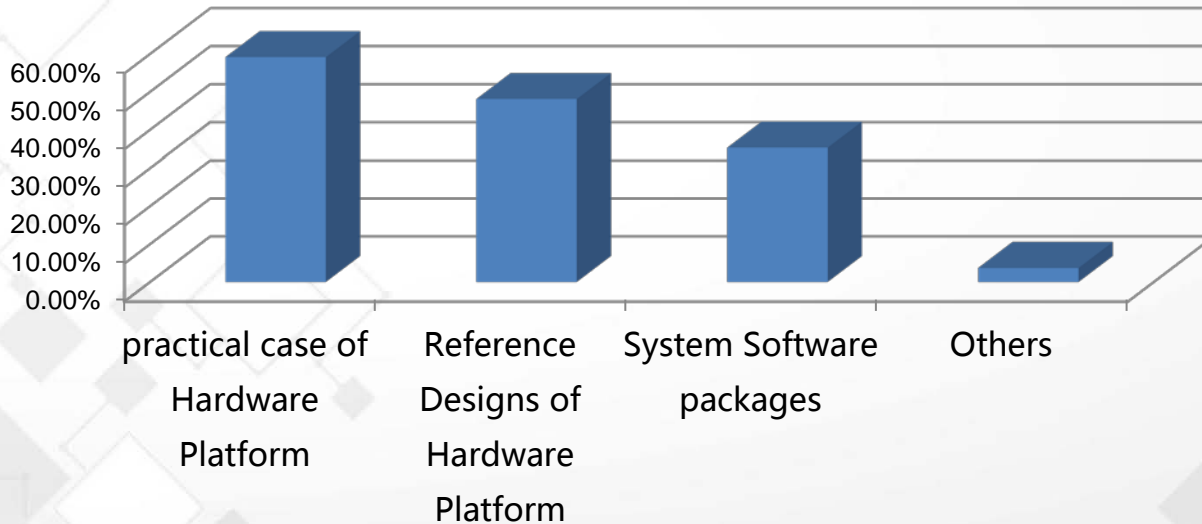 60.00%
50.00%
40.00%
30.00%
20.00%
10.00%
0.00%
practical case of
Hardware
Platform
Reference
Designs of
Hardware
Platform
System Software
packages
Others